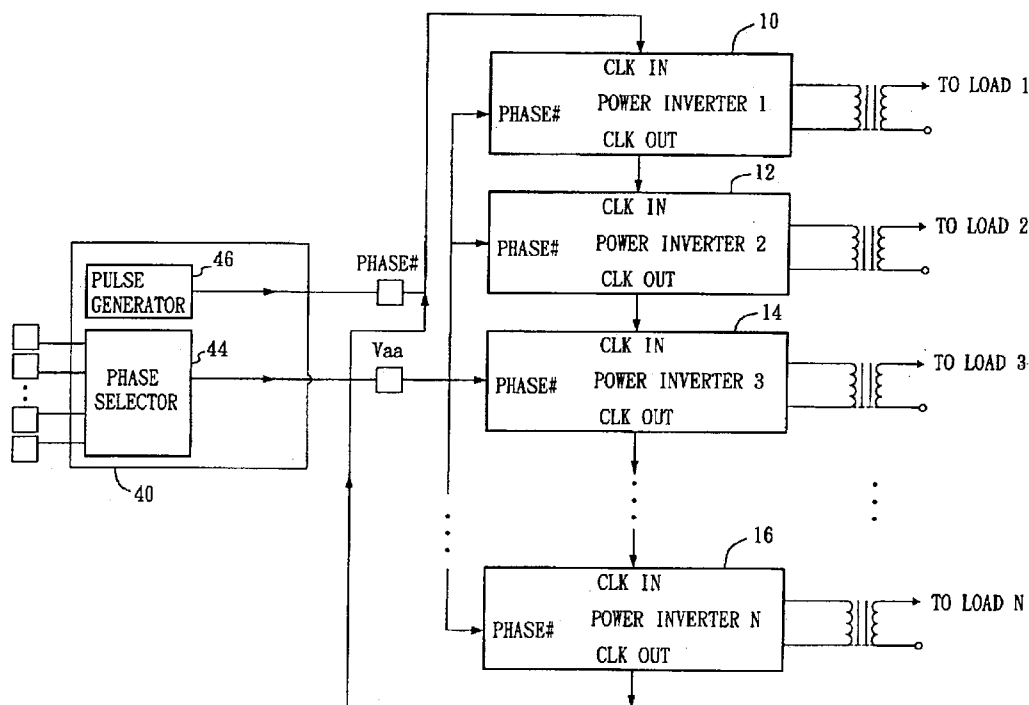 10
CLK IN
PHASE#
POWER INVERTER 1
CLK OUT
TO LOAD 1
12
CLK IN
PHASE#
POWER INVERTER 2
CLK OUT
TO LOAD 2
46
PULSE
GENERATOR
PHASE#
44
PHASE
SELECTOR
Vaa
40
14
CLK IN
PHASE#
POWER INVERTER 3
CLK OUT
TO LOAD 3
16
CLK IN
PHASE#
POWER INVERTER N
CLK OUT
TO LOAD N